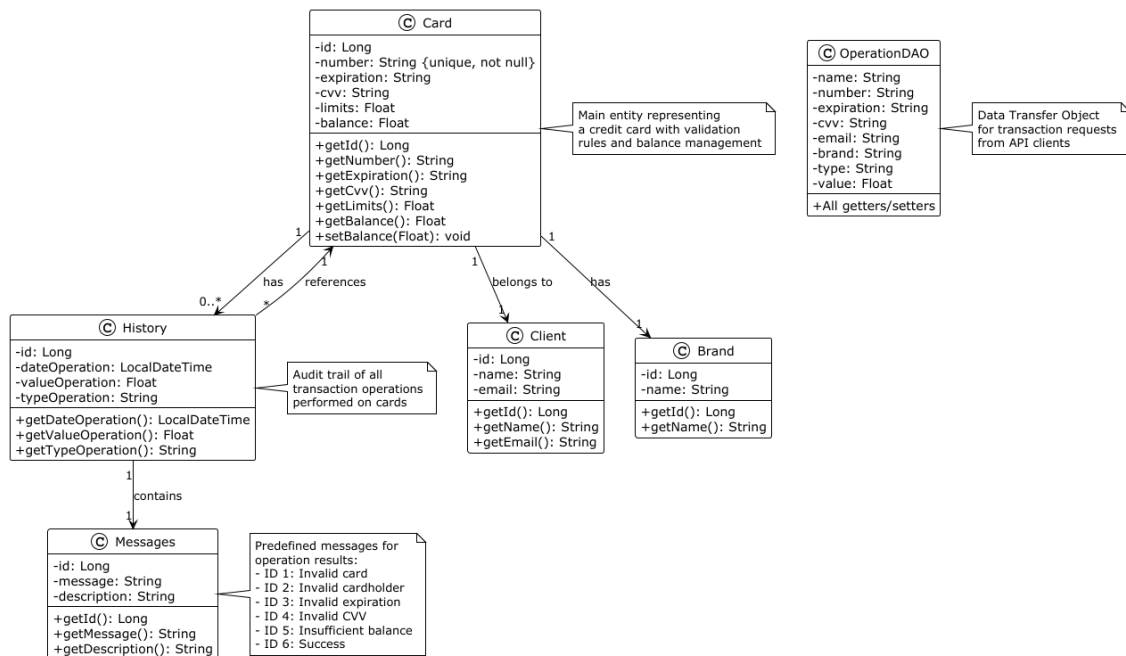 C Card
-id: Long
-number: String {unique, not null}
-expiration: String
-cvv: String
-limits: Float
-balance: Float
+getId(): Long
+getNumber(): String
+getExpiration(): String
+getCvv(): String
+getLimits(): Float
+getBalance(): Float
+setBalance(Float): void
Main entity representing
a credit card with validation
rules and balance management
C OperationDAO
-name: String
-number: String
-expiration: String
-cvv: String
-email: String
-brand: String
-type: String
-value: Float
+All getters/setters
Data Transfer Object
for transaction requests
from API clients
1
has
0..*
1
references
*
1
belongs to
1
1
has
1
C History
-id: Long
-dateOperation: LocalDateTime
-valueOperation: Float
-typeOperation: String
+getDateOperation(): LocalDateTime
+getValueOperation(): Float
+getTypeOperation(): String
Audit trail of all
transaction operations
performed on cards
C Client
-id: Long
-name: String
-email: String
+getId(): Long
+getName(): String
+getEmail(): String
C Brand
-id: Long
-name: String
+getId(): Long
+getName(): String
1
contains
1
C Messages
-id: Long
-message: String
-description: String
+getId(): Long
+getMessage(): String
+getDescription(): String
Predefined messages for
operation results:
- ID 1: Invalid card
- ID 2: Invalid cardholder
- ID 3: Invalid expiration
- ID 4: Invalid CVV
- ID 5: Insufficient balance
- ID 6: Success